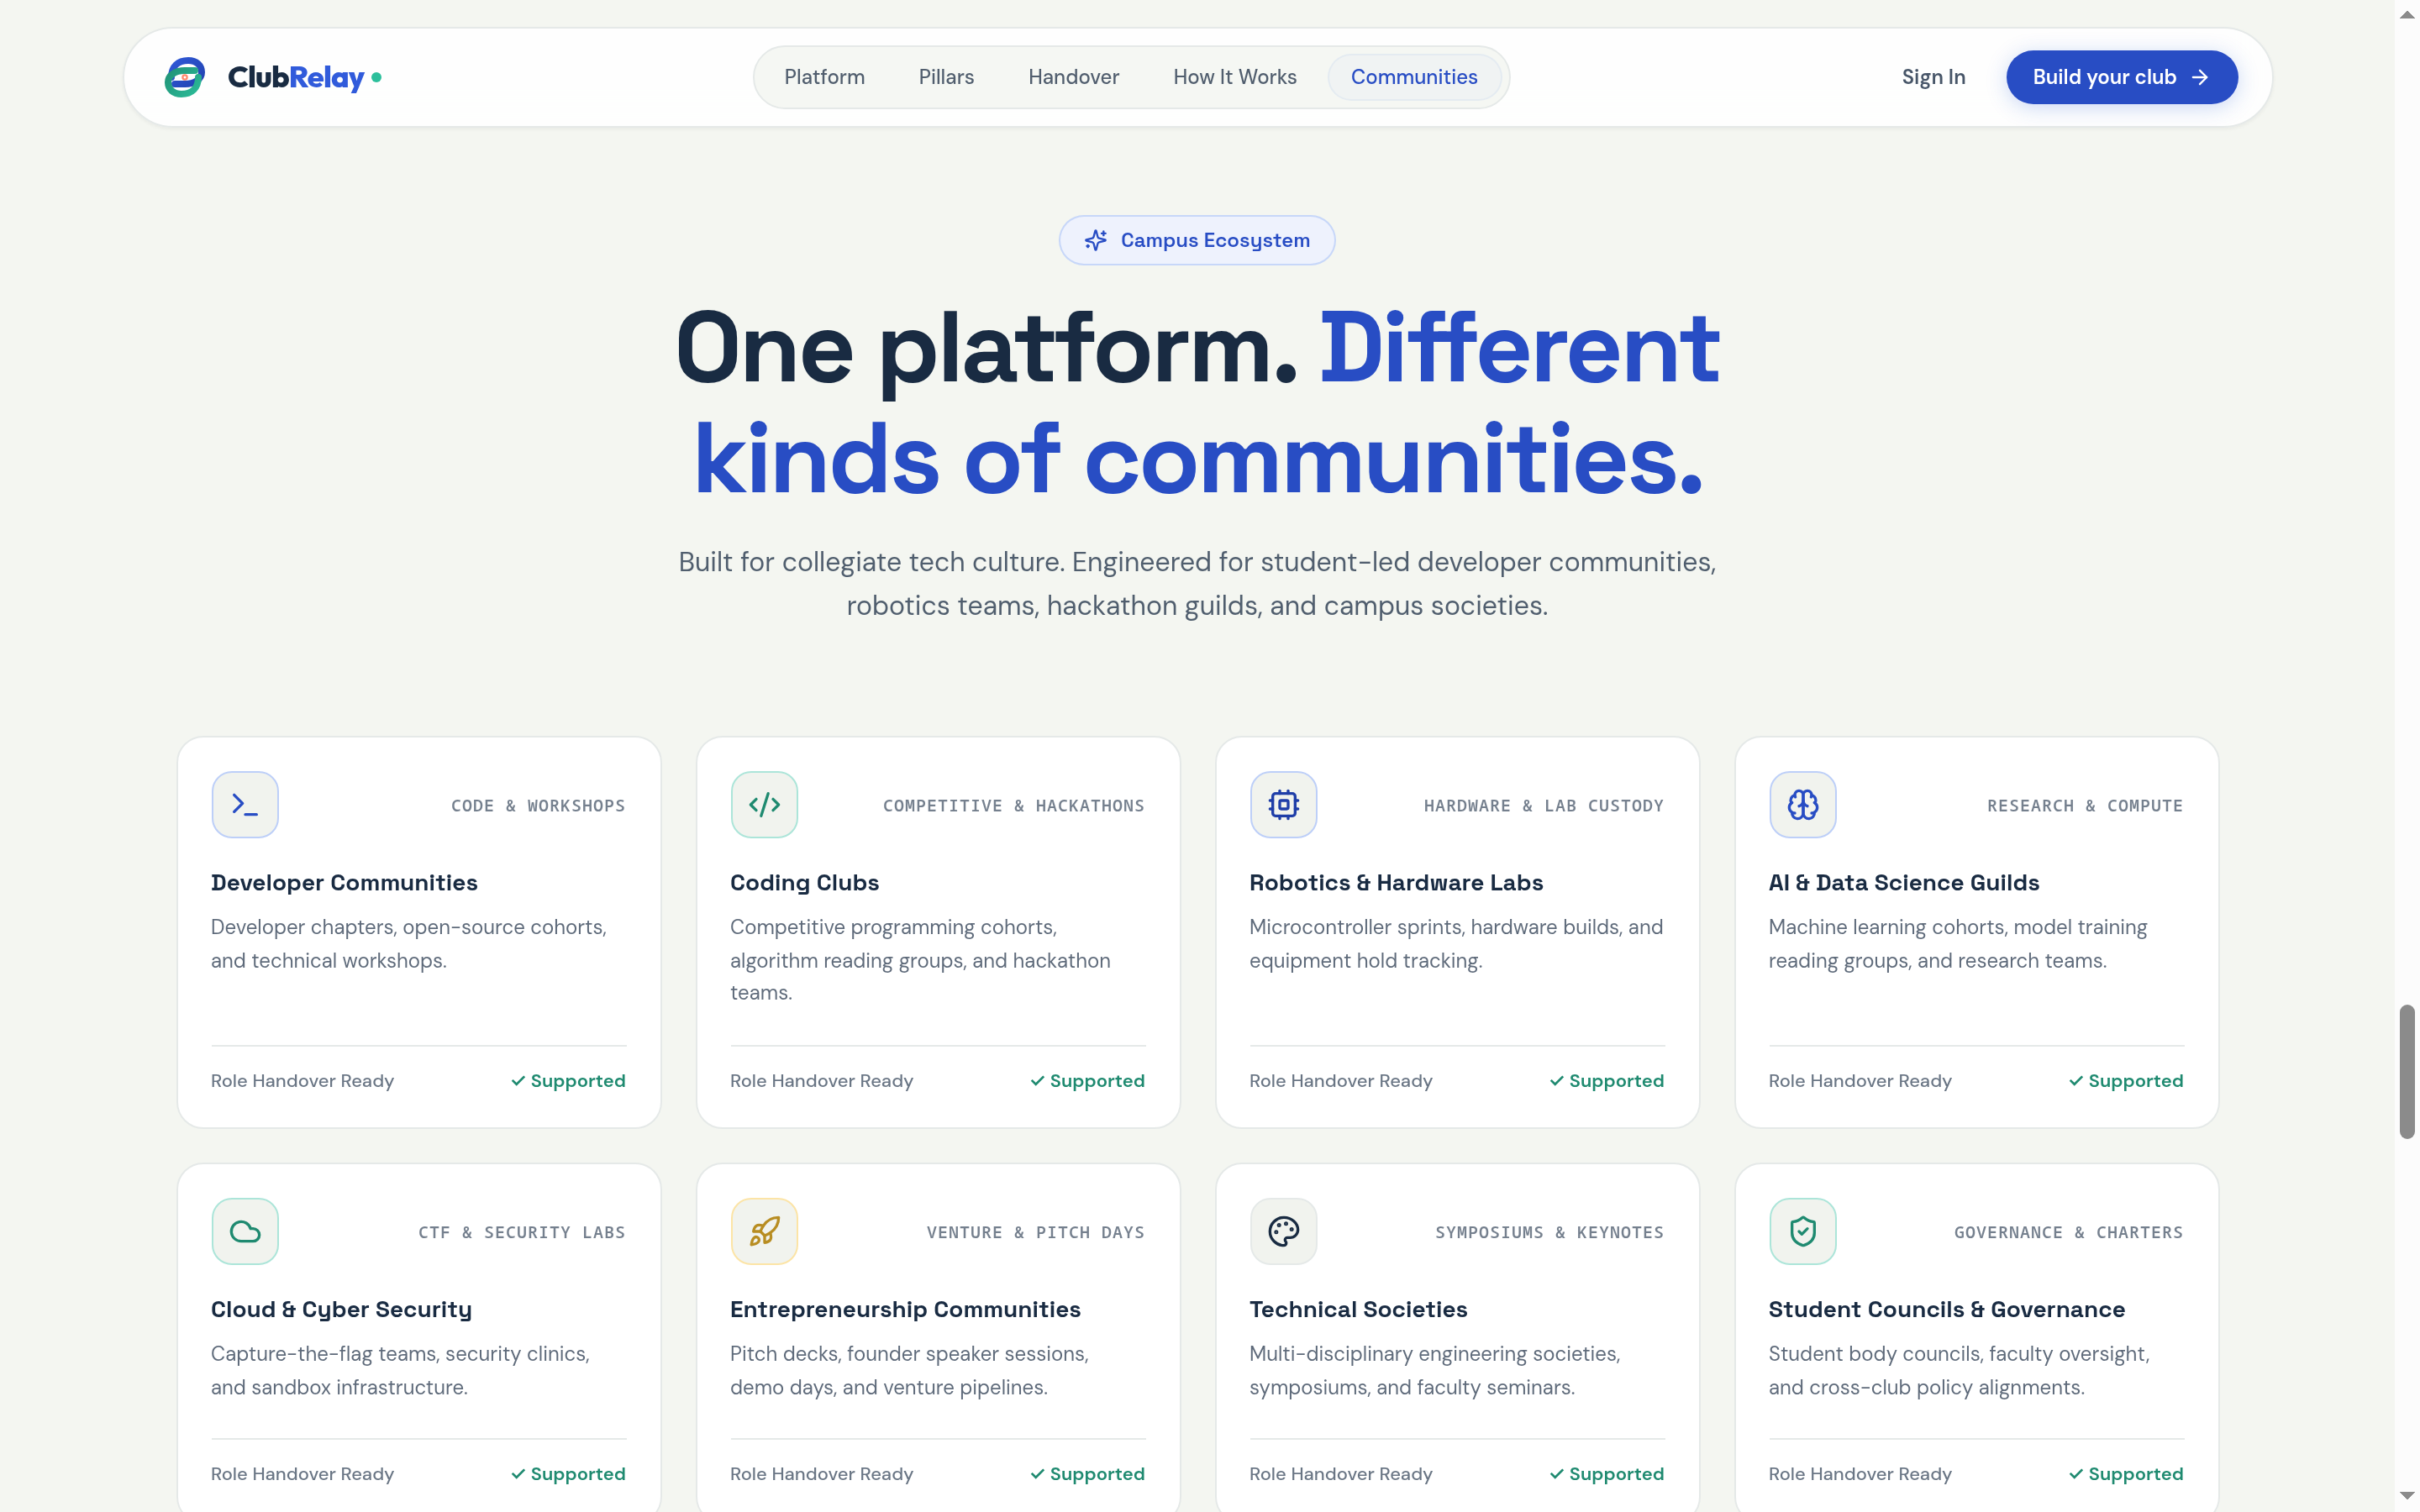 ClubRelay
Platform
Pillars
Handover
How It Works
Communities
Sign In
Build your club
Campus Ecosystem
One platform. Different
kinds of communities.
Built for collegiate tech culture. Engineered for student-led developer communities,
robotics teams, hackathon guilds, and campus societies.
CODE & WORKSHOPS
Developer Communities
Developer chapters, open-source cohorts,
and technical workshops.
Role Handover Ready
Supported
COMPETITIVE & HACKATHONS
Coding Clubs
Competitive programming cohorts,
algorithm reading groups, and hackathon
teams.
Role Handover Ready
Supported
HARDWARE & LAB CUSTODY
Robotics & Hardware Labs
Microcontroller sprints, hardware builds, and
equipment hold tracking.
Role Handover Ready
Supported
RESEARCH & COMPUTE
AI & Data Science Guilds
Machine learning cohorts, model training
reading groups, and research teams.
Role Handover Ready
Supported
CTF & SECURITY LABS
Cloud & Cyber Security
Capture-the-flag teams, security clinics,
and sandbox infrastructure.
Role Handover Ready
Supported
VENTURE & PITCH DAYS
Entrepreneurship Communities
Pitch decks, founder speaker sessions,
demo days, and venture pipelines.
Role Handover Ready
Supported
SYMPOSIUMS & KEYNOTES
Technical Societies
Multi-disciplinary engineering societies,
symposiums, and faculty seminars.
Role Handover Ready
Supported
GOVERNANCE & CHARTERS
Student Councils & Governance
Student body councils, faculty oversight,
and cross-club policy alignments.
Role Handover Ready
Supported